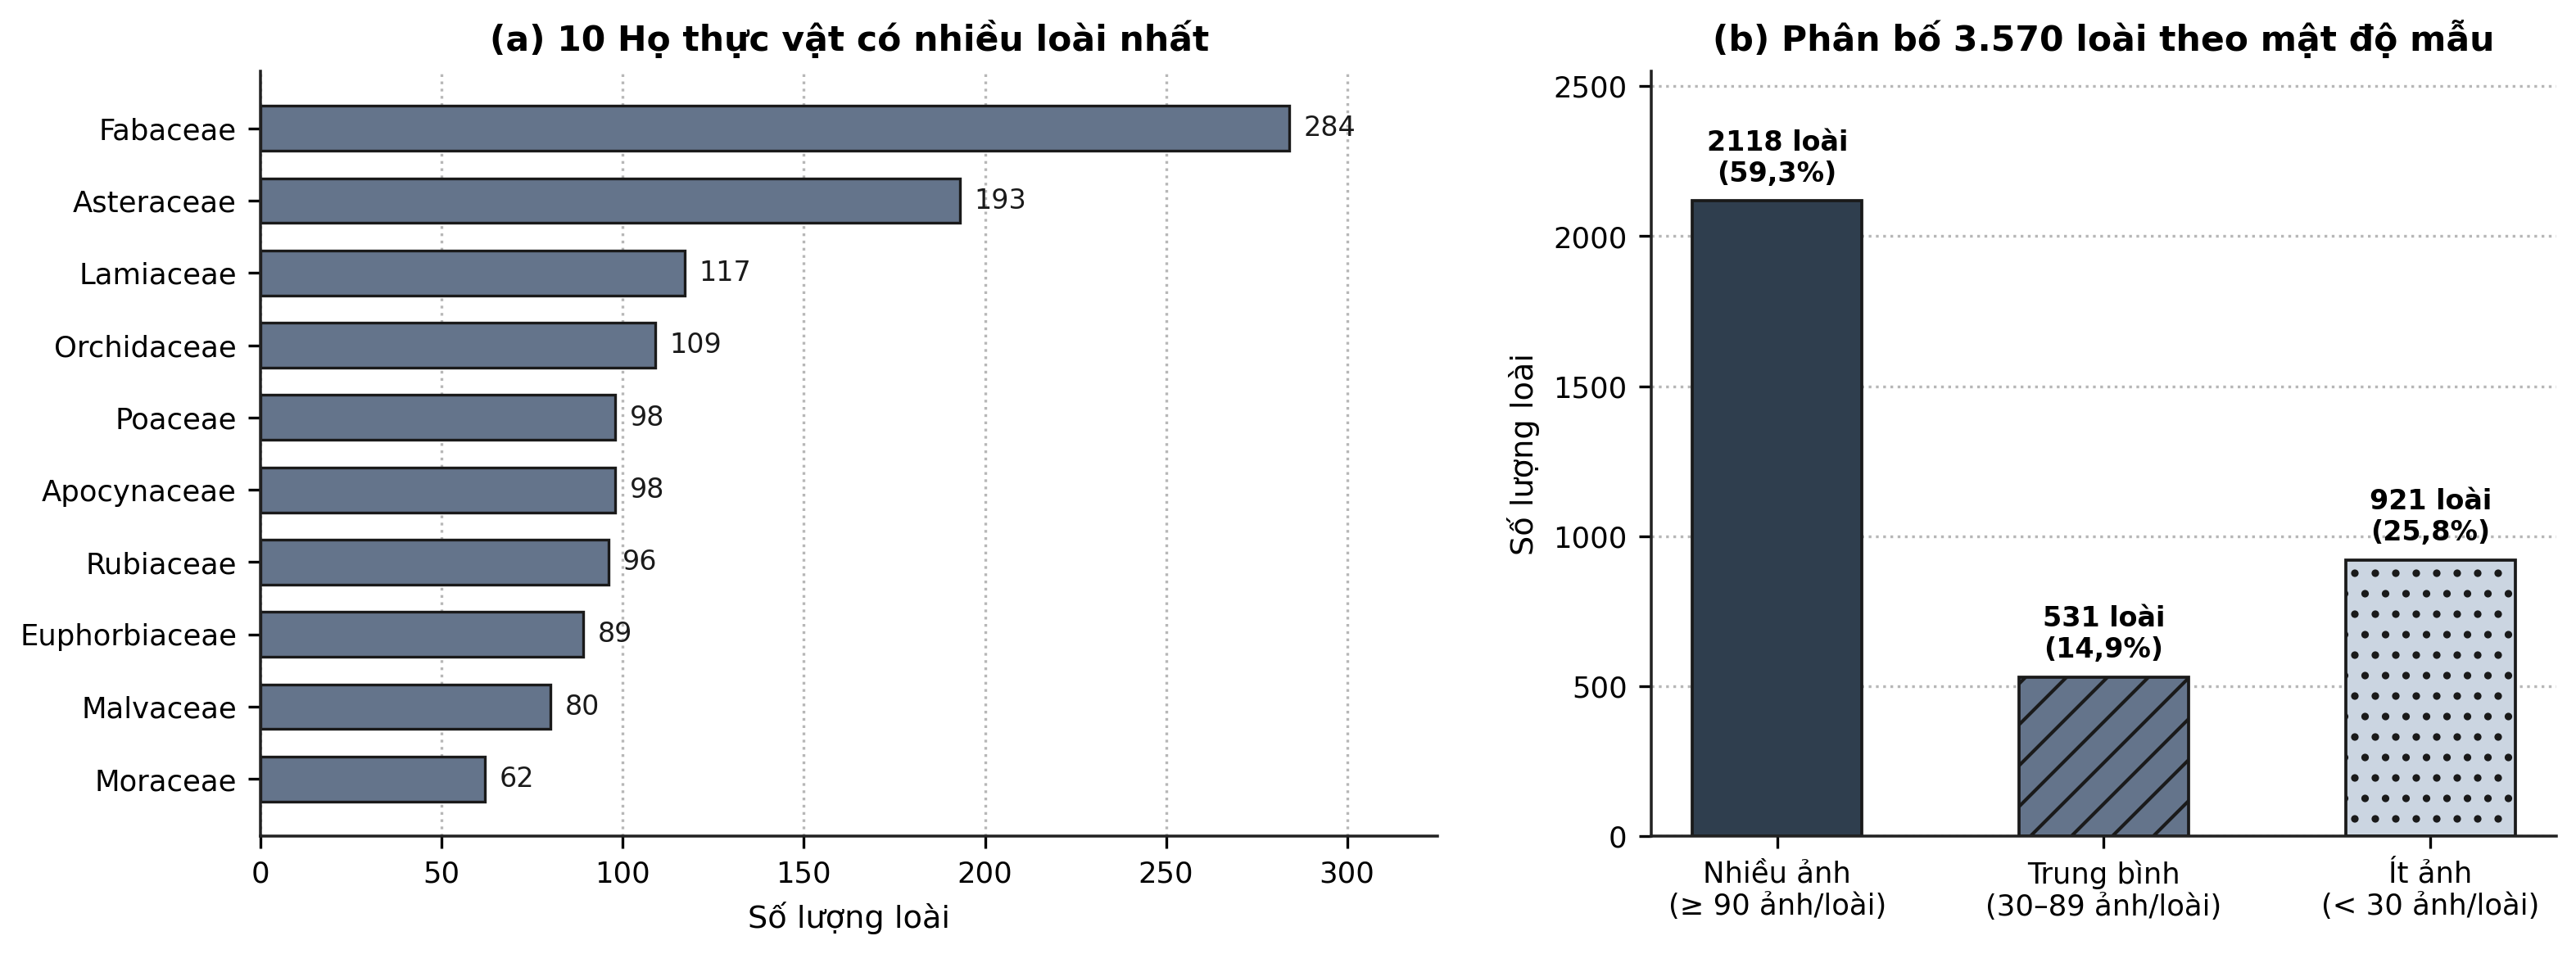 (a) 10 Họ thực vật có nhiều loài nhất
Fabaceae
284
Asteraceae
193
Lamiaceae
117
Orchidaceae
109
Poaceae
98
Apocynaceae
98
Rubiaceae
96
Euphorbiaceae
89
Malvaceae
80
Moraceae
62
0
50
100
150
200
250
300
Số lượng loài
(b) Phân bố 3.570 loài theo mật độ mẫu
Số lượng loài
2500
2000
1500
1000
500
0
2118 loài
(59,3%)
531 loài
(14,9%)
921 loài
(25,8%)
Nhiều ảnh
(≥ 90 ảnh/loài)
Trung bình
(30–89 ảnh/loài)
Ít ảnh
(< 30 ảnh/loài)